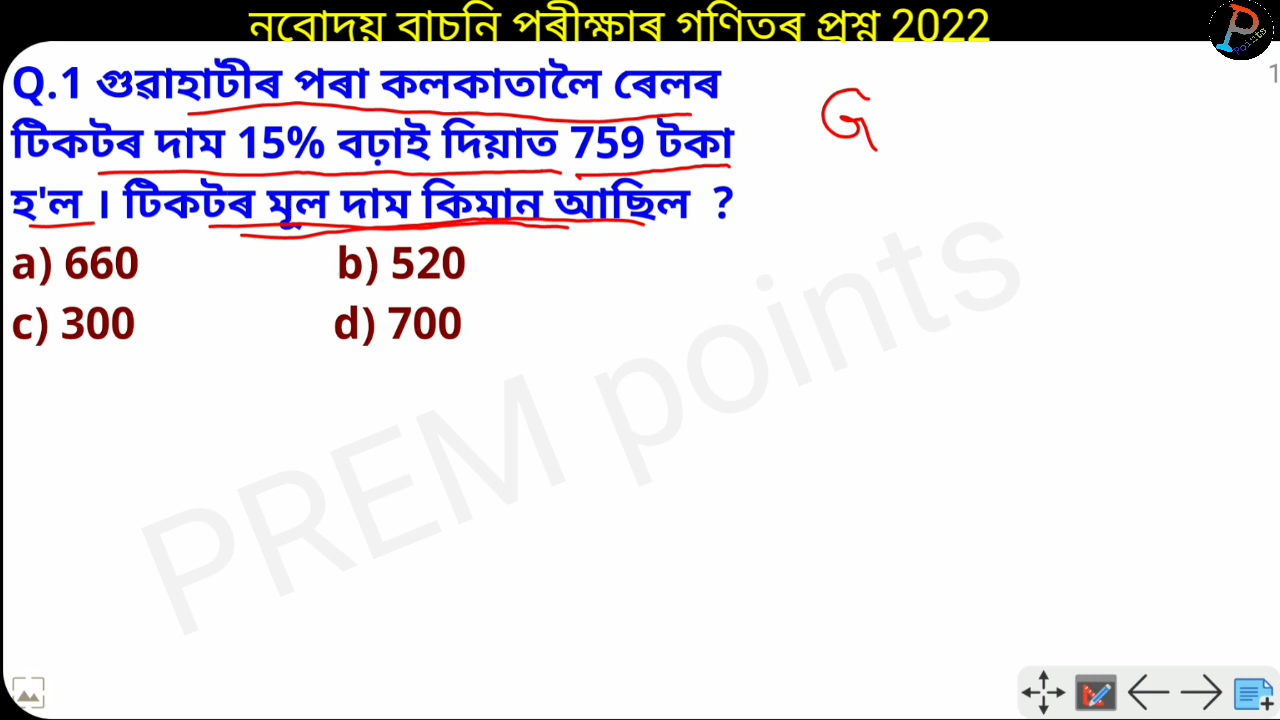 নবোদয় বাচনি পৰীক্ষাৰ গণিতৰ প্ৰশ্ন 2022
P
Points
1
Q.1 গুৱাহাটীৰ পৰা কলকাতালৈ ৰেলৰ
টিকটৰ দাম 15% বঢ়াই দিয়াত 759 টকা
হ'ল । টিকটৰ মূল দাম কিমান আছিল ?
a) 660 b) 520
c) 300 d) 700
PREM points